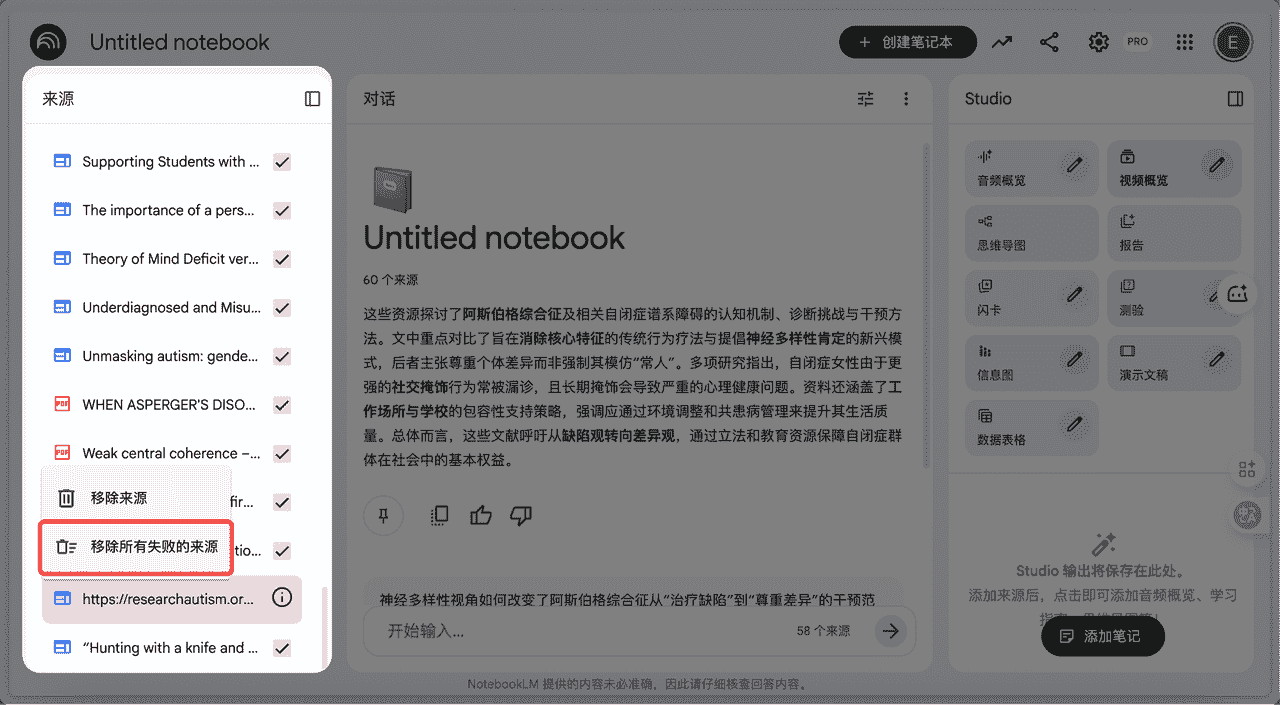 Untitled notebook
+ 创建笔记本
PRO
E
来源
Supporting Students with ...
The importance of a pers...
Theory of Mind Deficit ver...
Underdiagnosed and Misu...
Unmasking autism: gende...
PDF WHEN ASPERGER'S DISO...
PDF Weak central coherence –...
移除来源
fir...
移除所有失败的来源
tio...
https://researchautism.or...
“Hunting with a knife and ...
对话
Untitled notebook
60 个来源
这些资源探讨了阿斯伯格综合征及相关自闭症谱系障碍的认知机制、诊断挑战与干预方
法。文中重点对比了旨在消除核心特征的传统行为疗法与提倡神经多样性肯定的新兴模
式，后者主张尊重个体差异而非强制其模仿“常人”。多项研究指出，自闭症女性由于更
强的社交掩饰行为常被漏诊，且长期掩饰会导致严重的心理健康问题。资料还涵盖了工
作场所与学校的包容性支持策略，强调应通过环境调整和共患病管理来提升其生活质
量。总体而言，这些文献呼吁从缺陷观转向差异观，通过立法和教育资源保障自闭症群
体在社会中的基本权益。
神经多样性视角如何改变了阿斯伯格综合征从“治疗缺陷”到“尊重差异”的干预范
开始输入...
58 个来源
NotebookLM 提供的内容未必准确，因此请仔细核查回答内容。
Studio
音频概览
视频概览
思维导图
报告
闪卡
测验
信息图
演示文稿
数据表格
Studio 输出将保存在此处。
添加来源后，点击即可添加音频概览、学习
添加笔记